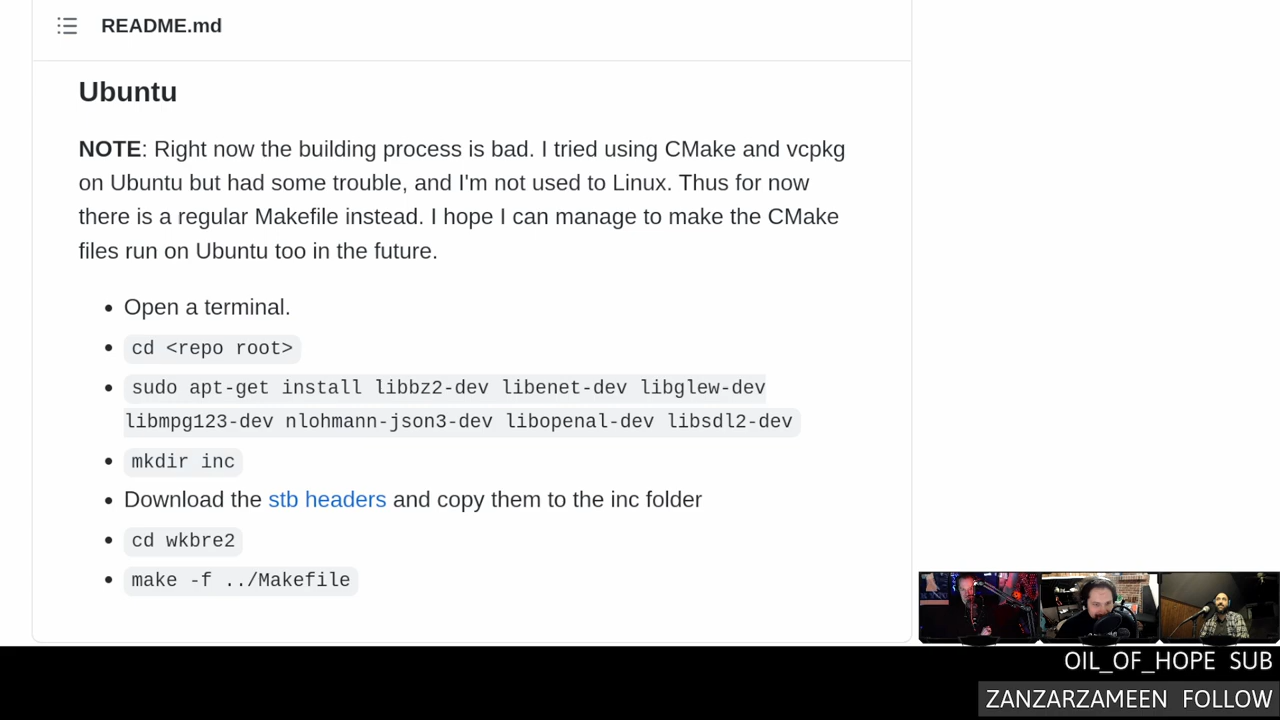 README.md
Ubuntu
NOTE: Right now the building process is bad. I tried using CMake and vcpkg
on Ubuntu but had some trouble, and I'm not used to Linux. Thus for now
there is a regular Makefile instead. I hope I can manage to make the CMake
files run on Ubuntu too in the future.
• Open a terminal.
• cd <repo root>
• sudo apt-get install libbz2-dev libenet-dev libglew-dev
libmpg123-dev nlohmann-json3-dev libopenal-dev libsdl2-dev
• mkdir inc
• Download the stb headers and copy them to the inc folder
• cd wkbre2
• make -f ../Makefile
OIL_OF_HOPE SUB
ZANZARZAMEEN FOLLOW